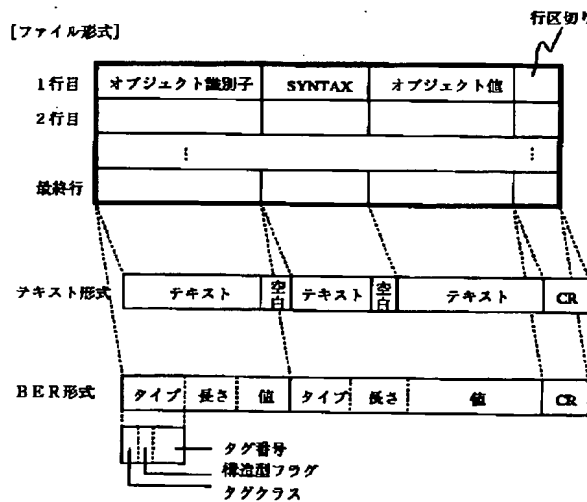 [ファイル形式]
行区切り
1行目 オブジェクト識別子 SYNTAX オブジェクト値
2行目
⋮ ⋮
最終行
テキスト形式 テキスト 空白 テキスト 空白 テキスト CR
BER形式 タイプ 長さ 値 タイプ 長さ 値 CR
タグ番号
構造型フラグ
タグクラス